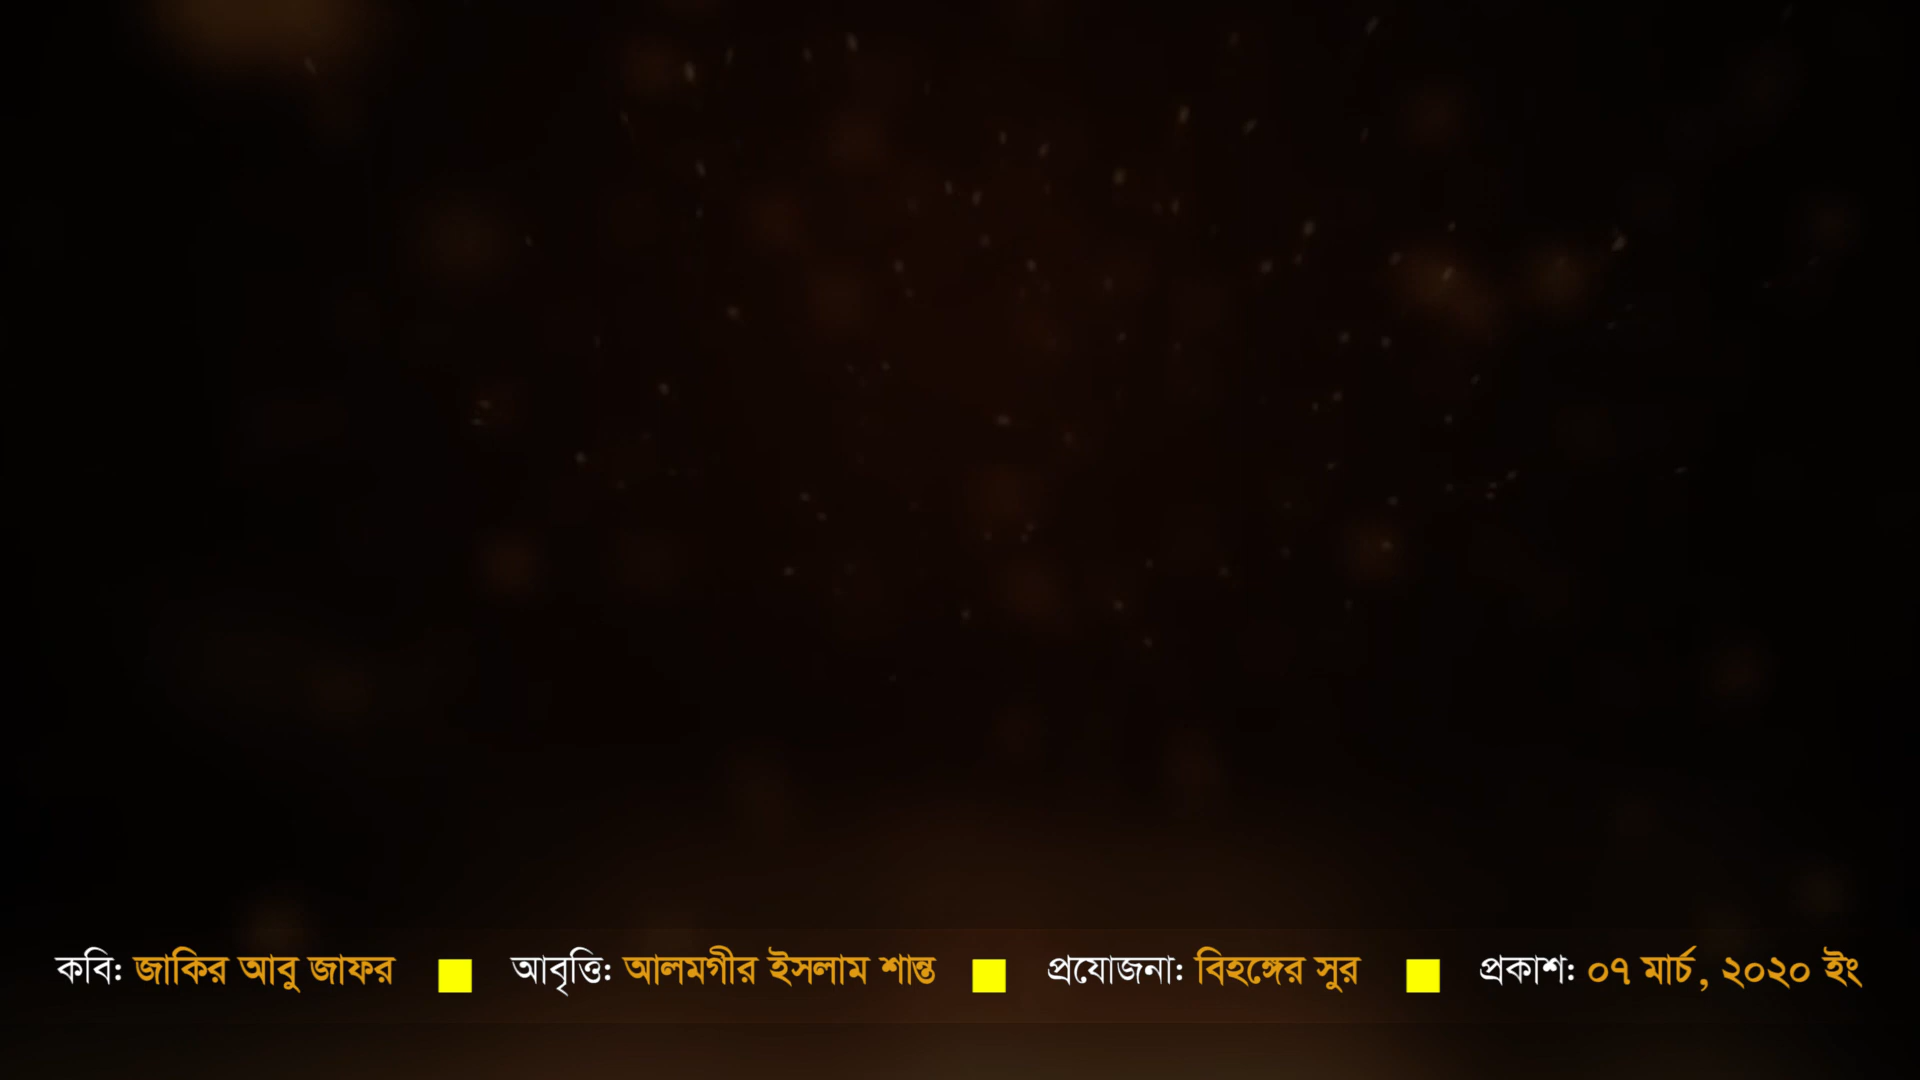 কবি: জাকির আবু জাফর ■ আবৃত্তি: আলমগীর ইসলাম শান্ত ■ প্রযোজনা: বিহঙ্গের সুর ■ প্রকাশ: ০৭ মার্চ, ২০২০ ইং